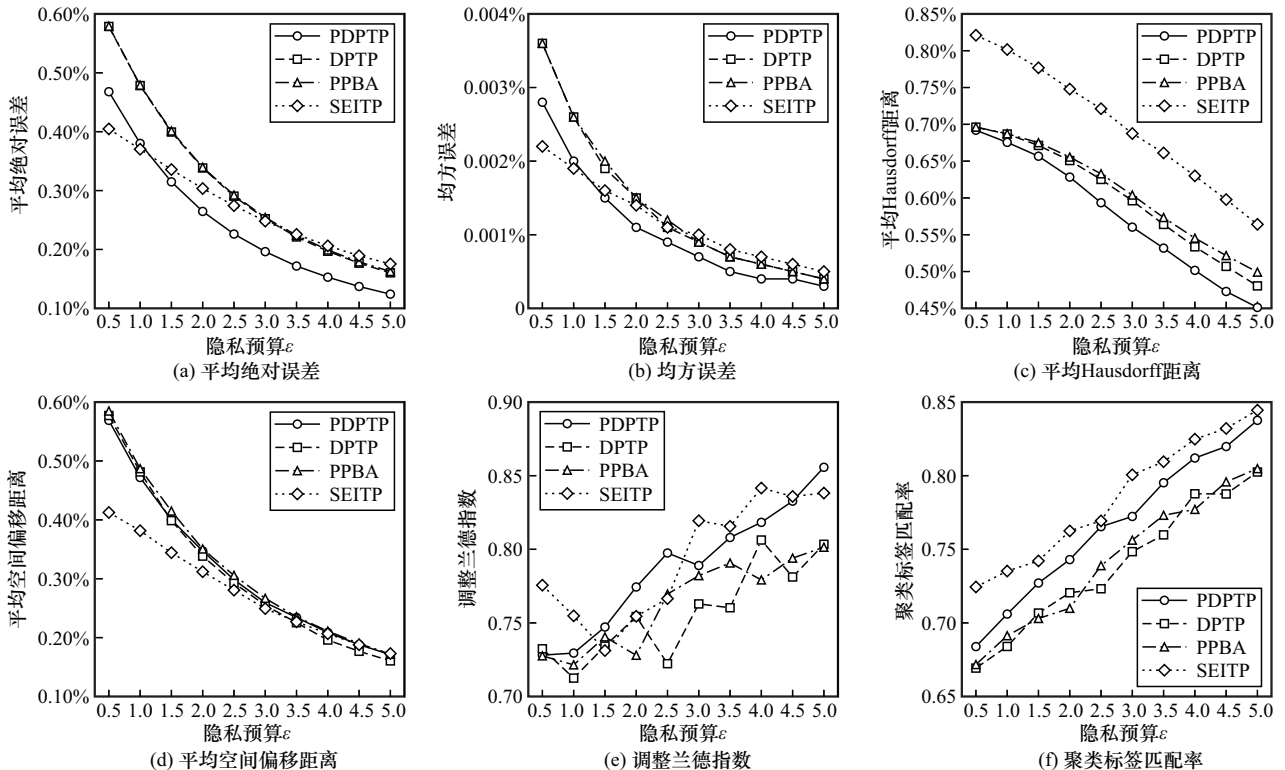 0.60%
0.50%
0.40%
0.30%
0.20%
0.10%
平均绝对误差
PDPTP
DPTP
PPBA
SEITP
0.5 1.0 1.5 2.0 2.5 3.0 3.5 4.0 4.5 5.0
隐私预算ε
(a) 平均绝对误差
0.004%
0.003%
0.002%
0.001%
0
均方误差
PDPTP
DPTP
PPBA
SEITP
0.5 1.0 1.5 2.0 2.5 3.0 3.5 4.0 4.5 5.0
隐私预算ε
(b) 均方误差
0.85%
0.80%
0.75%
0.70%
0.65%
0.60%
0.55%
0.50%
0.45%
平均Hausdorff距离
PDPTP
DPTP
PPBA
SEITP
0.5 1.0 1.5 2.0 2.5 3.0 3.5 4.0 4.5 5.0
隐私预算ε
(c) 平均Hausdorff距离
0.60%
0.50%
0.40%
0.30%
0.20%
0.10%
平均空间偏移距离
PDPTP
DPTP
PPBA
SEITP
0.5 1.0 1.5 2.0 2.5 3.0 3.5 4.0 4.5 5.0
隐私预算ε
(d) 平均空间偏移距离
0.90
0.85
0.80
0.75
0.70
调整兰德指数
PDPTP
DPTP
PPBA
SEITP
0.5 1.0 1.5 2.0 2.5 3.0 3.5 4.0 4.5 5.0
隐私预算ε
(e) 调整兰德指数
0.85
0.80
0.75
0.70
0.65
聚类标签匹配率
PDPTP
DPTP
PPBA
SEITP
0.5 1.0 1.5 2.0 2.5 3.0 3.5 4.0 4.5 5.0
隐私预算ε
(f) 聚类标签匹配率